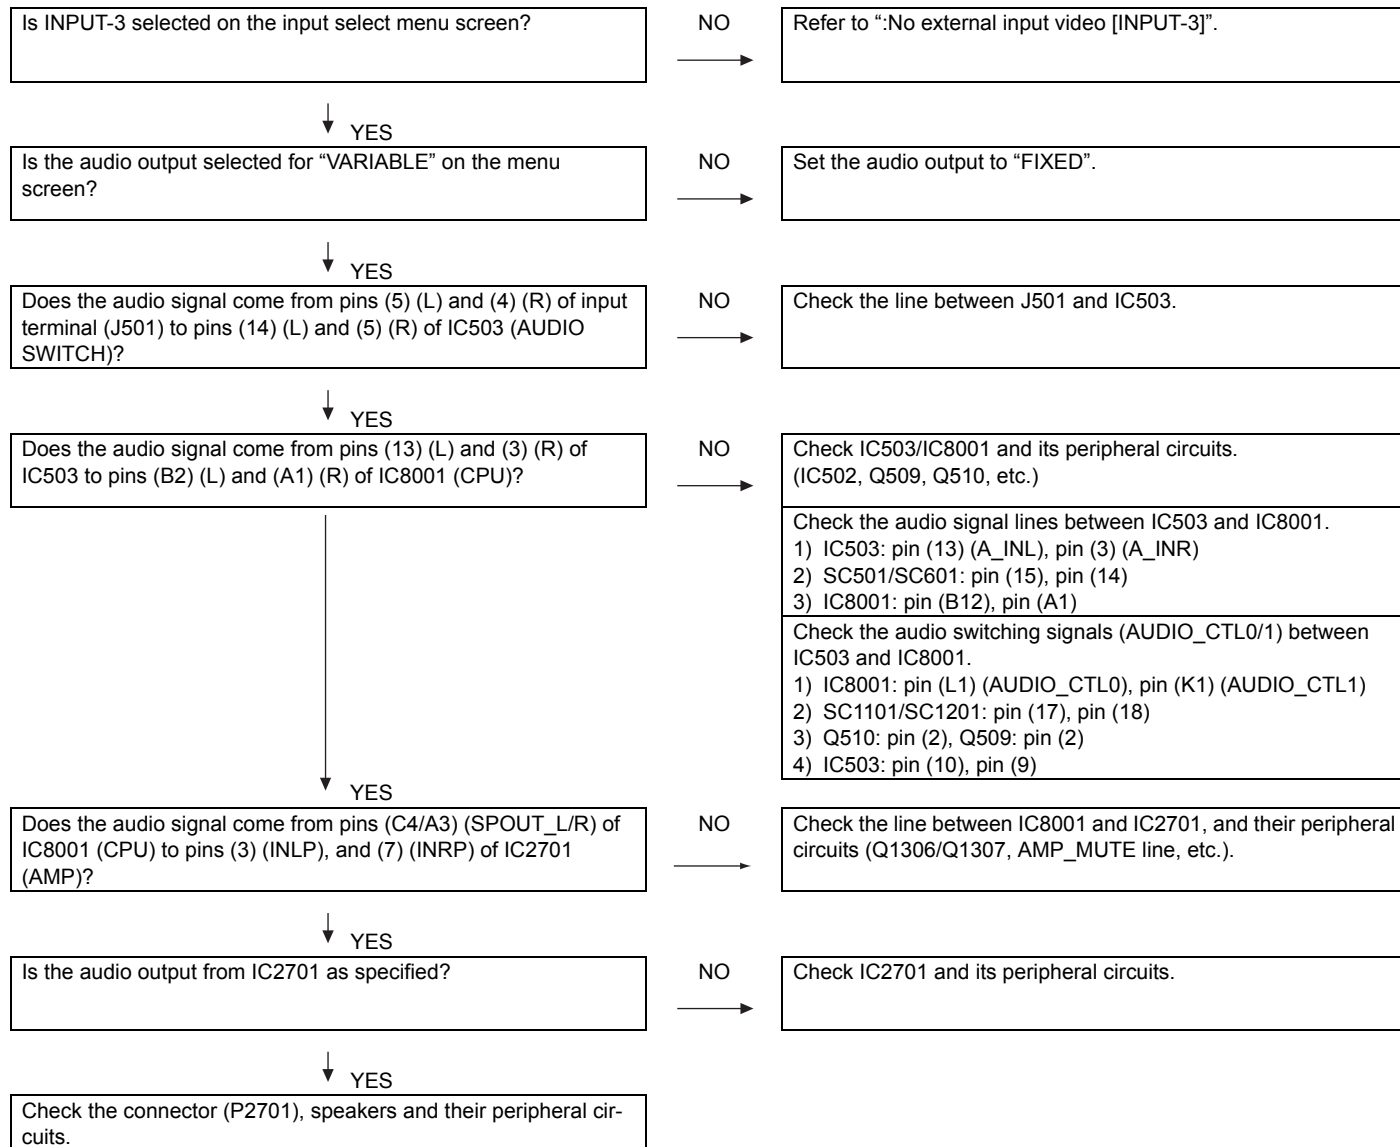 Is INPUT-3 selected on the input select menu screen?
NO
Refer to “:No external input video [INPUT-3]”.
YES
Is the audio output selected for “VARIABLE” on the menu
screen?
NO
Set the audio output to “FIXED”.
YES
Does the audio signal come from pins (5) (L) and (4) (R) of input
terminal (J501) to pins (14) (L) and (5) (R) of IC503 (AUDIO
SWITCH)?
NO
Check the line between J501 and IC503.
YES
Does the audio signal come from pins (13) (L) and (3) (R) of
IC503 to pins (B2) (L) and (A1) (R) of IC8001 (CPU)?
NO
Check IC503/IC8001 and its peripheral circuits.
(IC502, Q509, Q510, etc.)
Check the audio signal lines between IC503 and IC8001.
1) IC503: pin (13) (A_INL), pin (3) (A_INR)
2) SC501/SC601: pin (15), pin (14)
3) IC8001: pin (B12), pin (A1)
Check the audio switching signals (AUDIO_CTL0/1) between
IC503 and IC8001.
1) IC8001: pin (L1) (AUDIO_CTL0), pin (K1) (AUDIO_CTL1)
2) SC1101/SC1201: pin (17), pin (18)
3) Q510: pin (2), Q509: pin (2)
4) IC503: pin (10), pin (9)
YES
Does the audio signal come from pins (C4/A3) (SPOUT_L/R) of
IC8001 (CPU) to pins (3) (INLP), and (7) (INRP) of IC2701
(AMP)?
NO
Check the line between IC8001 and IC2701, and their peripheral
circuits (Q1306/Q1307, AMP_MUTE line, etc.).
YES
Is the audio output from IC2701 as specified?
NO
Check IC2701 and its peripheral circuits.
YES
Check the connector (P2701), speakers and their peripheral cir-
cuits.